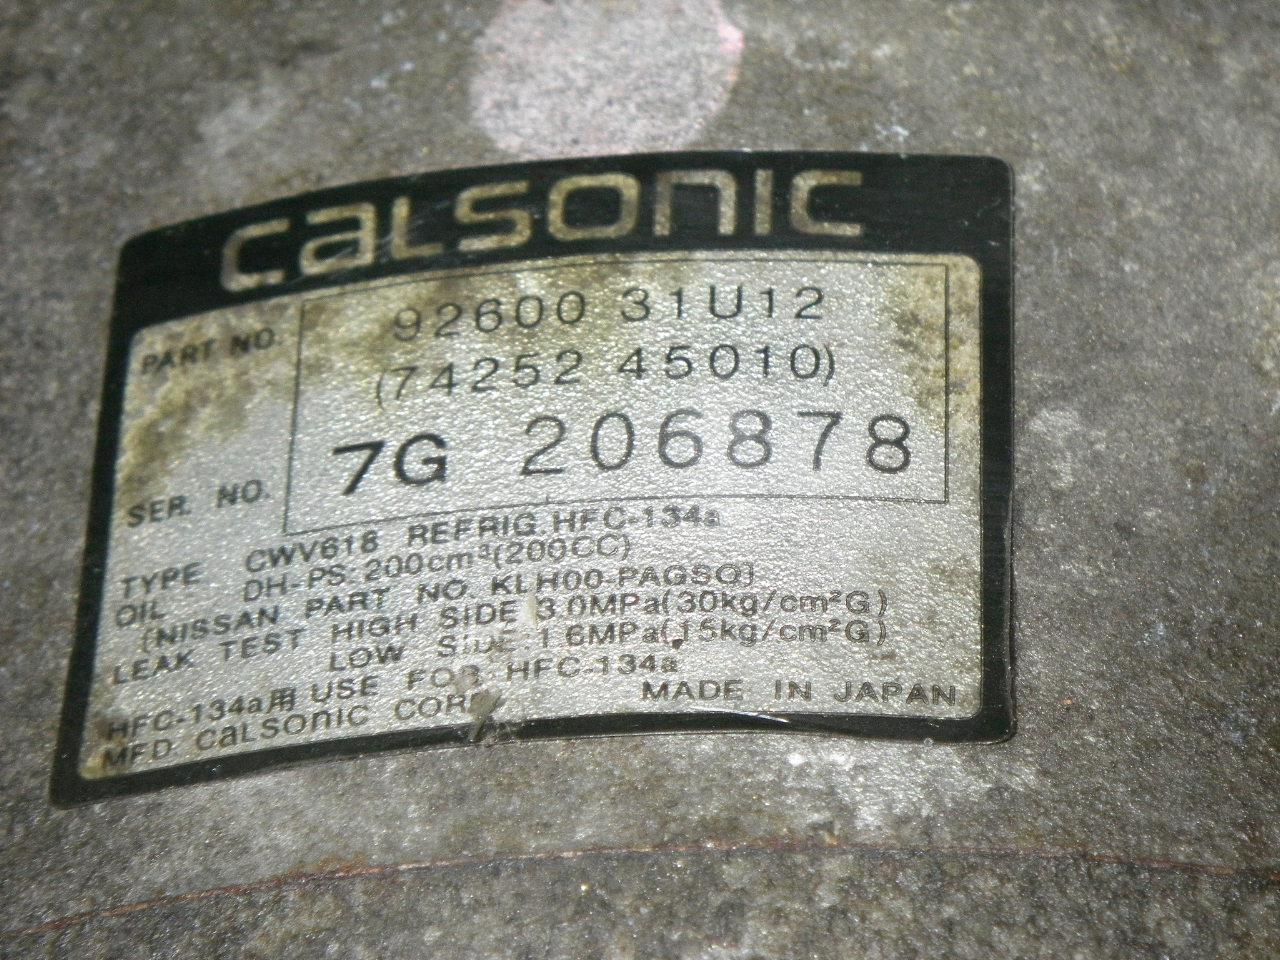 CALSONIC
PART NO. 92600 31U12
(74252 45010)
SER. NO. 7G 206878
TYPE CWV618 REFRIG. HFC-134a
OIL DH-PS: 200cm³(200CC)
(NISSAN PART NO. KLH00-PAGSQ)
LEAK TEST HIGH SIDE 3.0MPa(30kg/cm²G)
LOW SIDE: 1.6MPa(15kg/cm²G)
HFC-134a用 USE FOR HFC-134a
MFD. CALSONIC CORP. MADE IN JAPAN